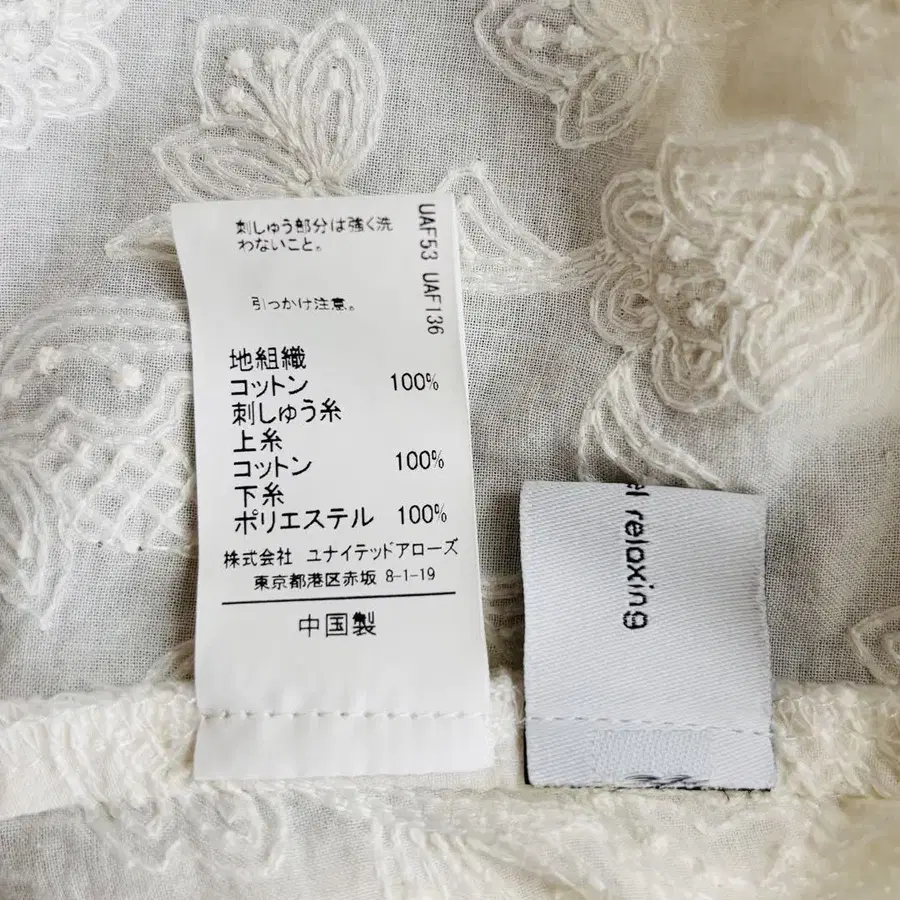 刺しゅう部分は強く洗
わないこと。
引っかけ注意。
UAF53 UAF136
地組織
コットン 100%
刺しゅう糸
上糸
コットン 100%
下糸
ポリエステル 100%
株式会社 ユナイテッドアローズ
東京都港区赤坂 8-1-19
中国製
relaxing